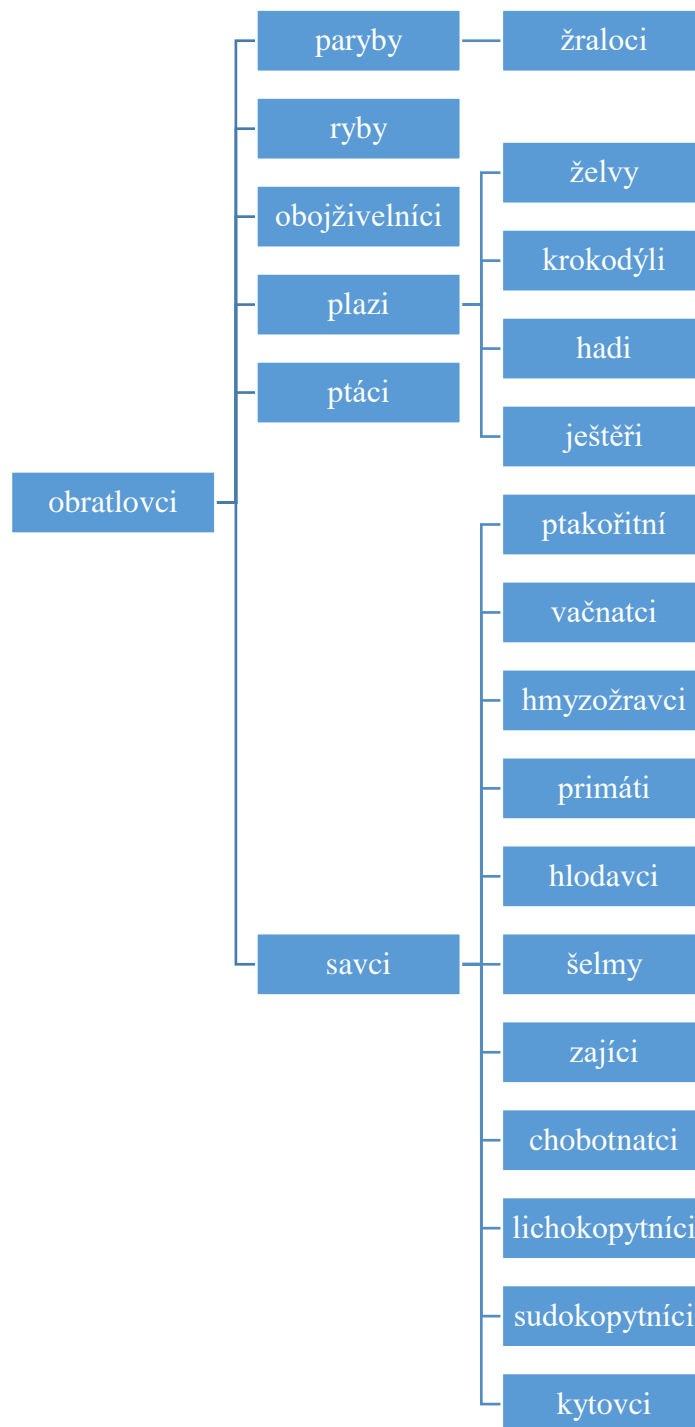 paryby
žraloci
ryby
obojživelníci
plazi
želvy
krokodýli
hadi
ještěři
ptáci
obratlovci
savci
ptakořitní
vačnatci
hmyzožravci
primáti
hlodavci
šelmy
zajíci
chobotnatci
lichokopytníci
sudokopytníci
kytovci